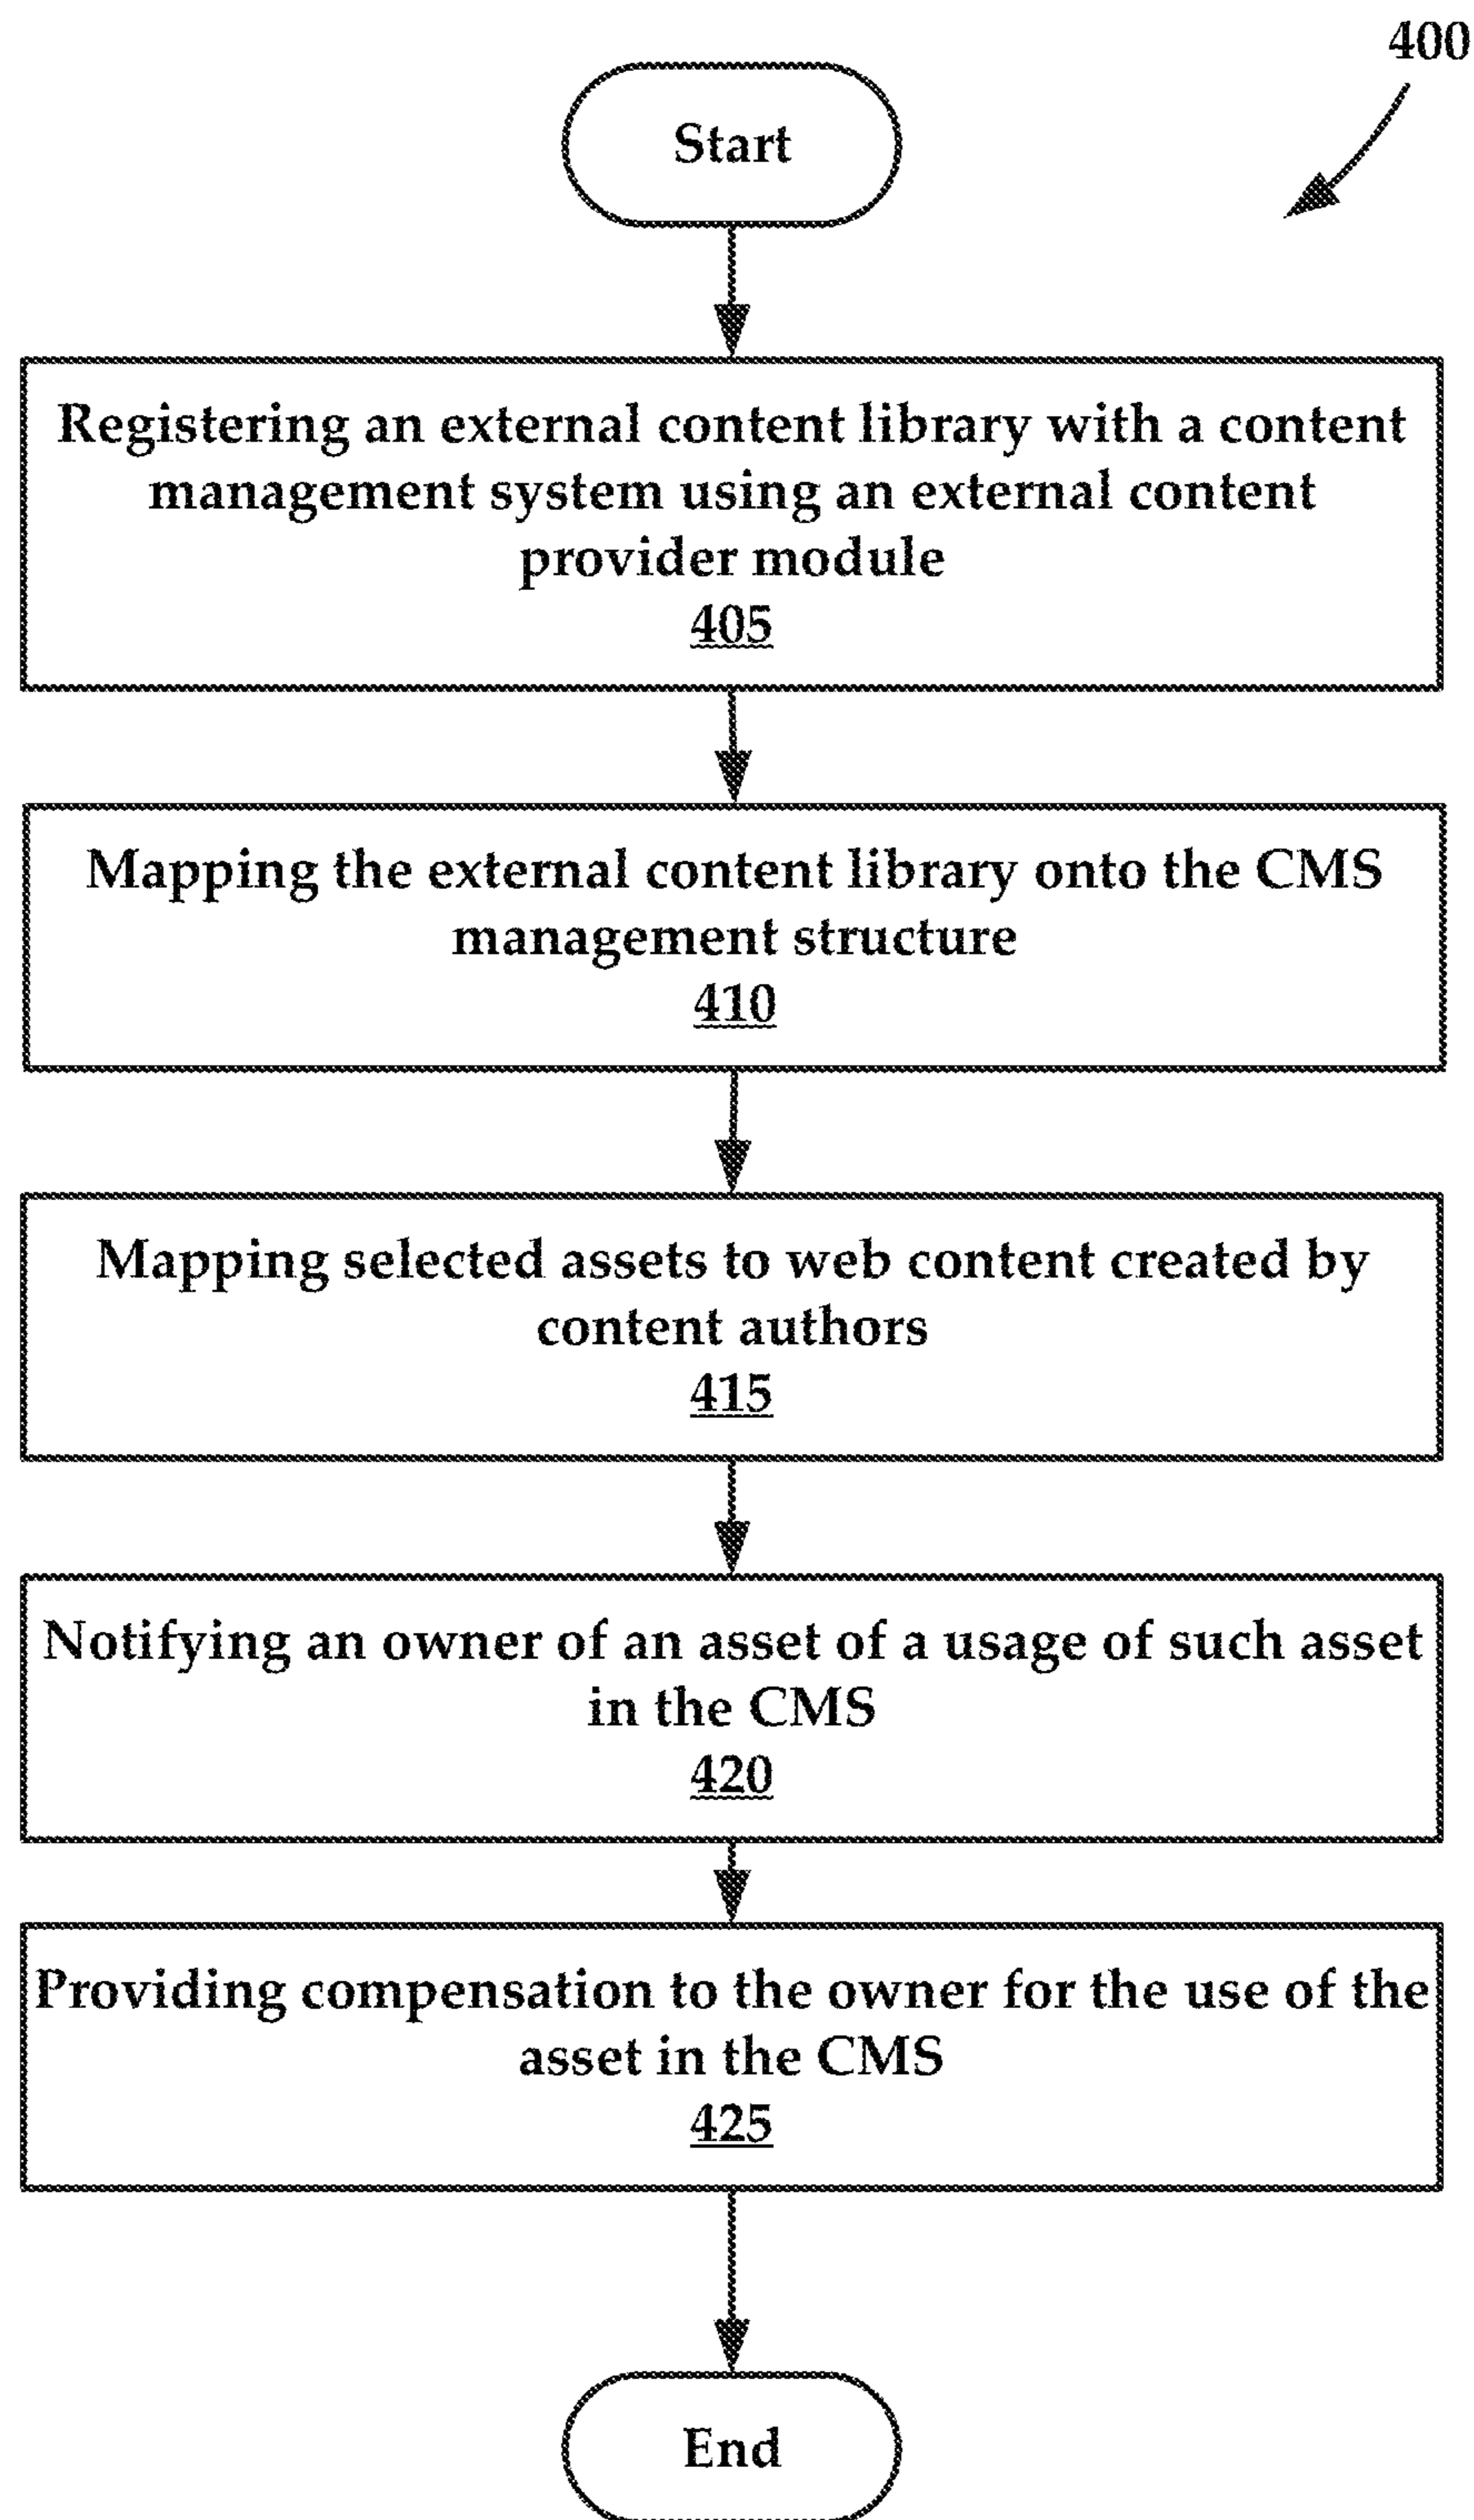 400
Start
Registering an external content library with a content
management system using an external content
provider module
405
Mapping the external content library onto the CMS
management structure
410
Mapping selected assets to web content created by
content authors
415
Notifying an owner of an asset of a usage of such asset
in the CMS
420
Providing compensation to the owner for the use of the
asset in the CMS
425
End